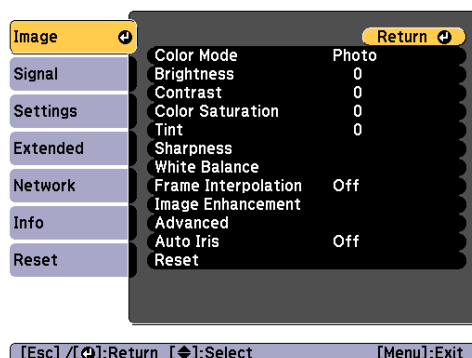 Image
Signal
Settings
Extended
Network
Info
Reset
Return
Color Mode Photo
Brightness 0
Contrast 0
Color Saturation 0
Tint 0
Sharpness
White Balance
Frame Interpolation Off
Image Enhancement
Advanced
Auto Iris Off
Reset
[Esc] /[⏎]:Return [◆]:Select [Menu]:Exit